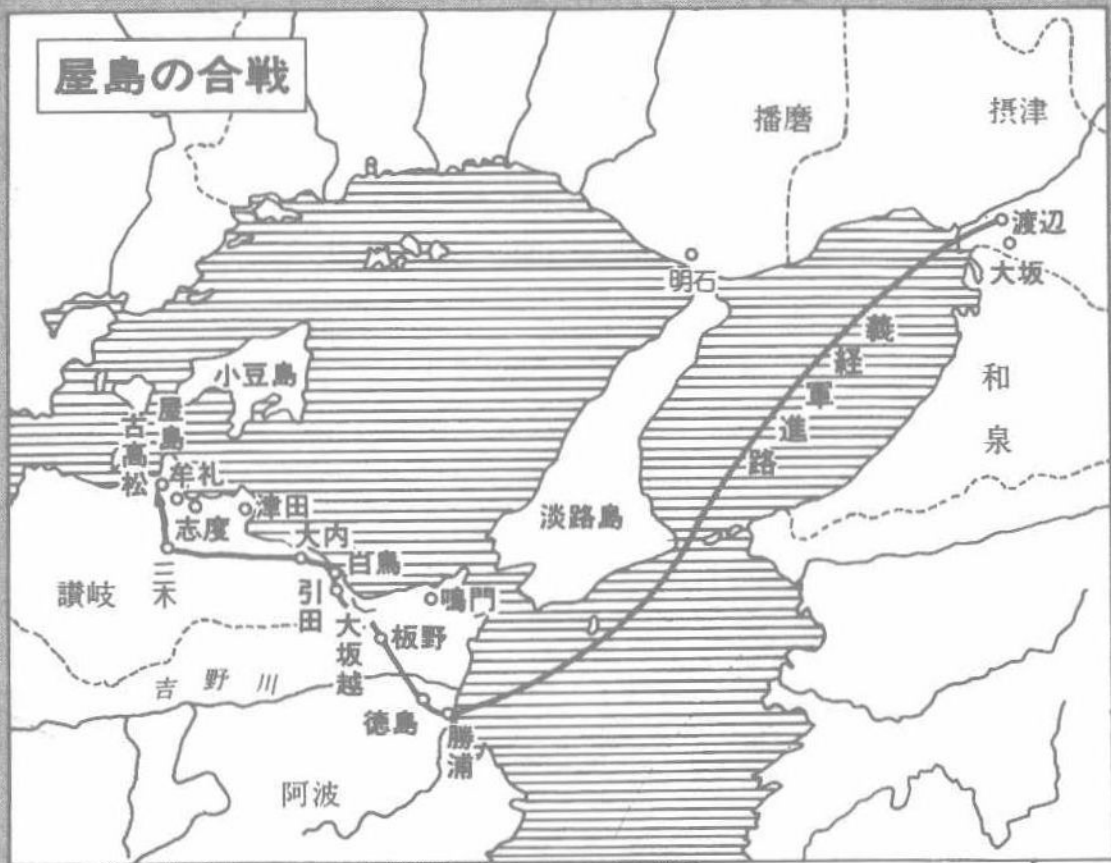 屋島の合戦
播磨
摂津
渡辺
大坂
明石
義経軍進路
和泉
小豆島
屋島
古高松
牟礼
志度
津田
大内
白鳥
淡路島
讃岐
三木
引田
大坂越
鳴門
板野
吉野川
徳島
勝浦
阿波